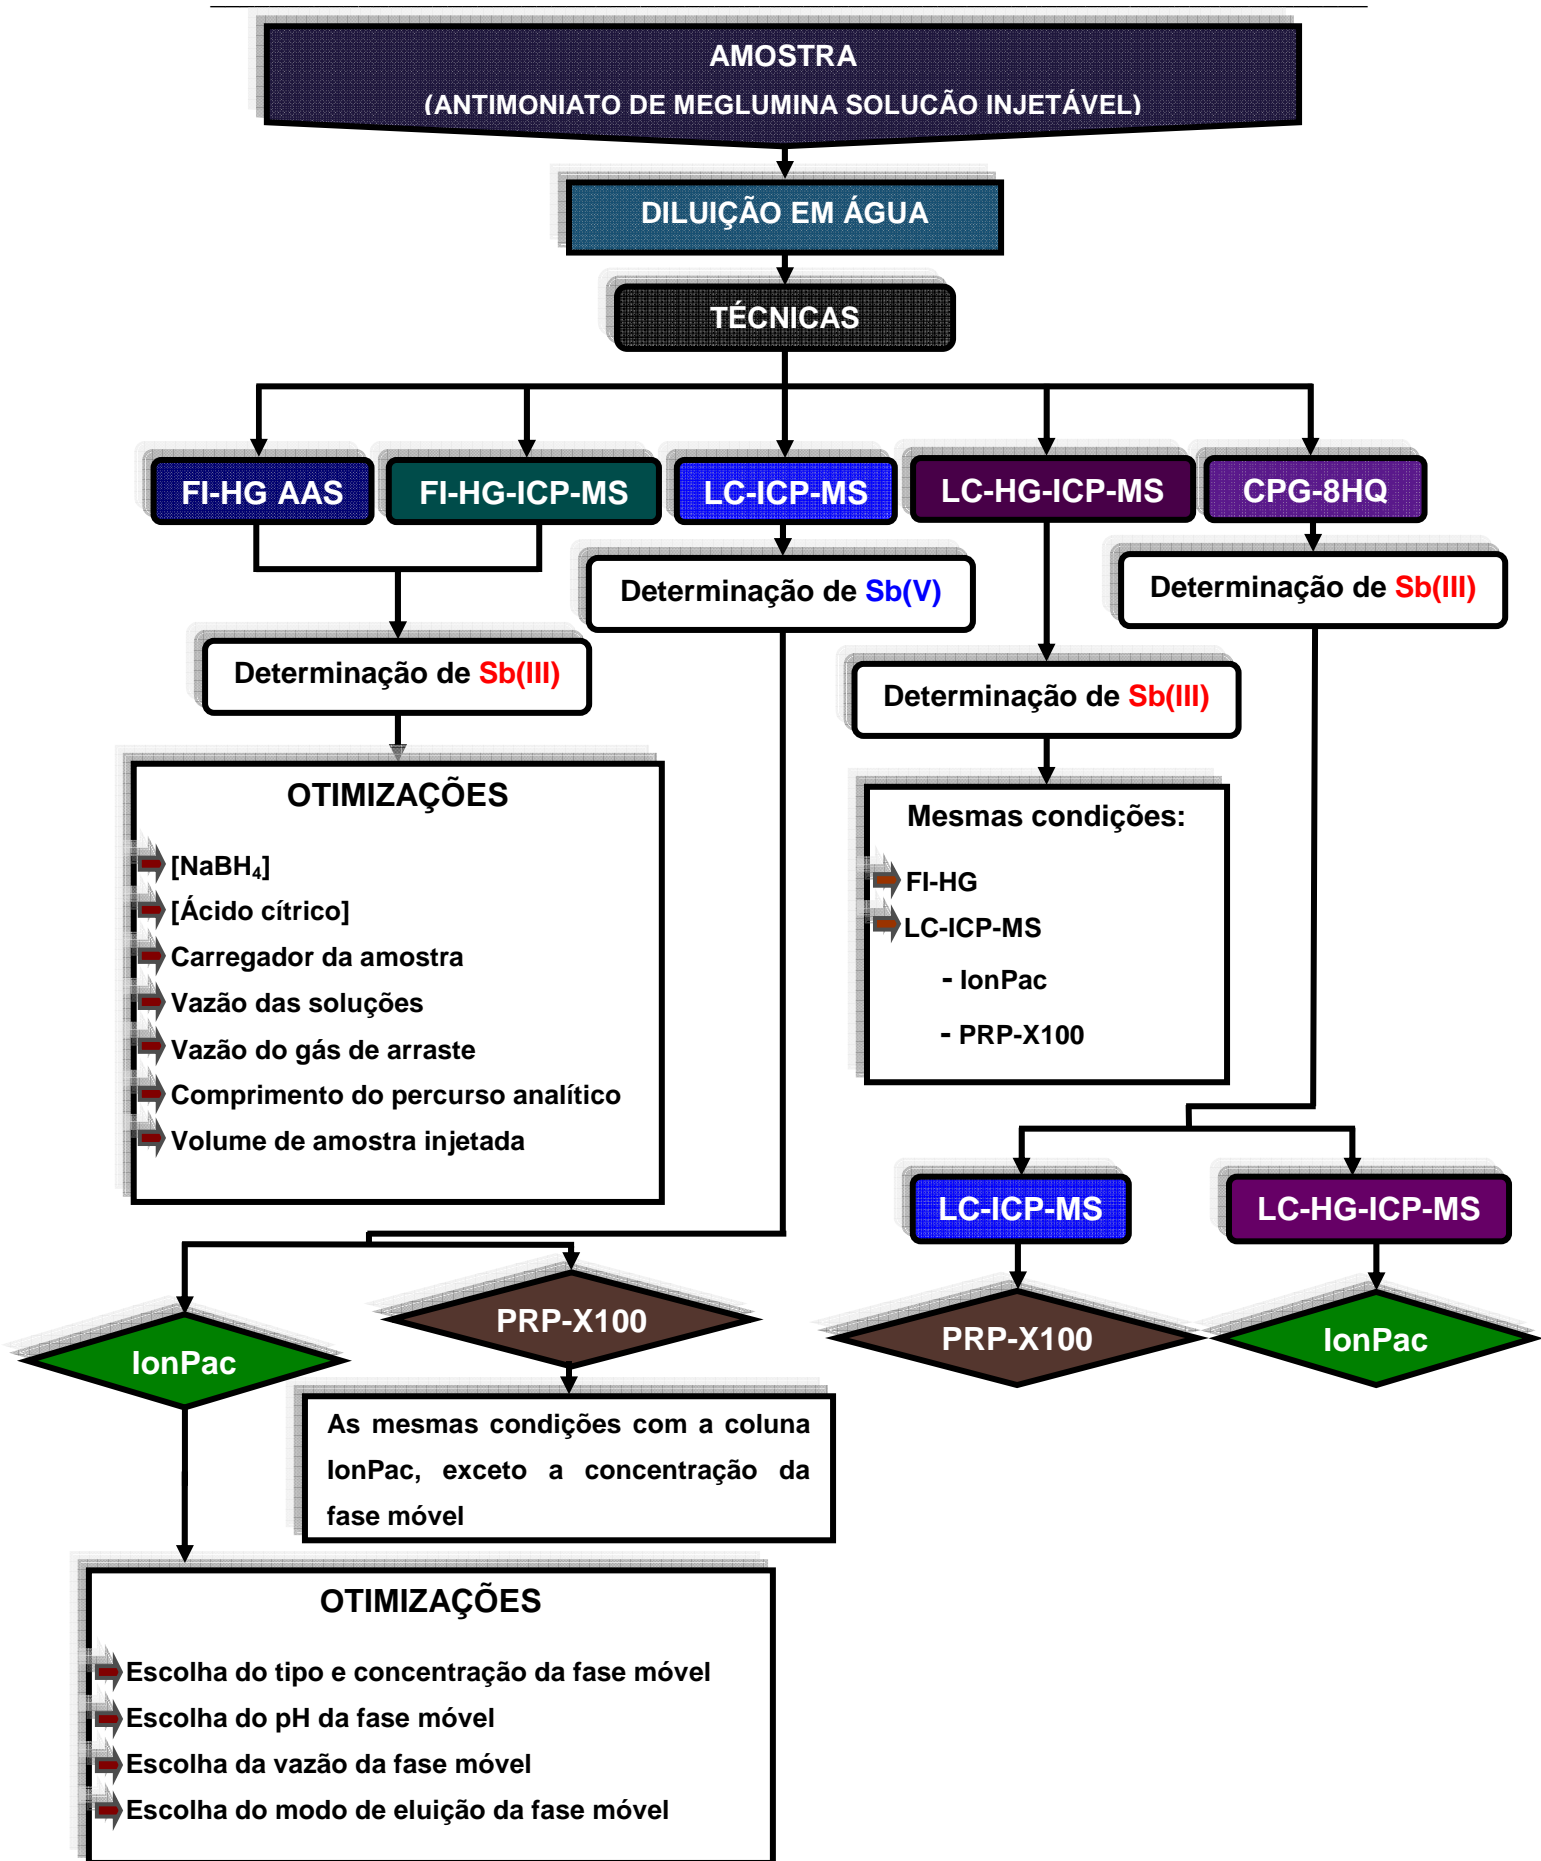 AMOSTRA
(ANTIMONIATO DE MEGLUMINA SOLUCÃO INJETÁVEL)
DILUIÇÃO EM ÁGUA
TÉCNICAS
FI-HG AAS
FI-HG-ICP-MS
LC-ICP-MS
LC-HG-ICP-MS
CPG-8HQ
Determinação de Sb(V)
Determinação de Sb(III)
Determinação de Sb(III)
Determinação de Sb(III)
OTIMIZAÇÕES
[NaBH₄]
[Ácido cítrico]
Carregador da amostra
Vazão das soluções
Vazão do gás de arraste
Comprimento do percurso analítico
Volume de amostra injetada
Mesmas condições:
FI-HG
LC-ICP-MS
- IonPac
- PRP-X100
LC-ICP-MS
LC-HG-ICP-MS
PRP-X100
IonPac
IonPac
PRP-X100
As mesmas condições com a coluna
IonPac, exceto a concentração da
fase móvel
OTIMIZAÇÕES
Escolha do tipo e concentração da fase móvel
Escolha do pH da fase móvel
Escolha da vazão da fase móvel
Escolha do modo de eluição da fase móvel